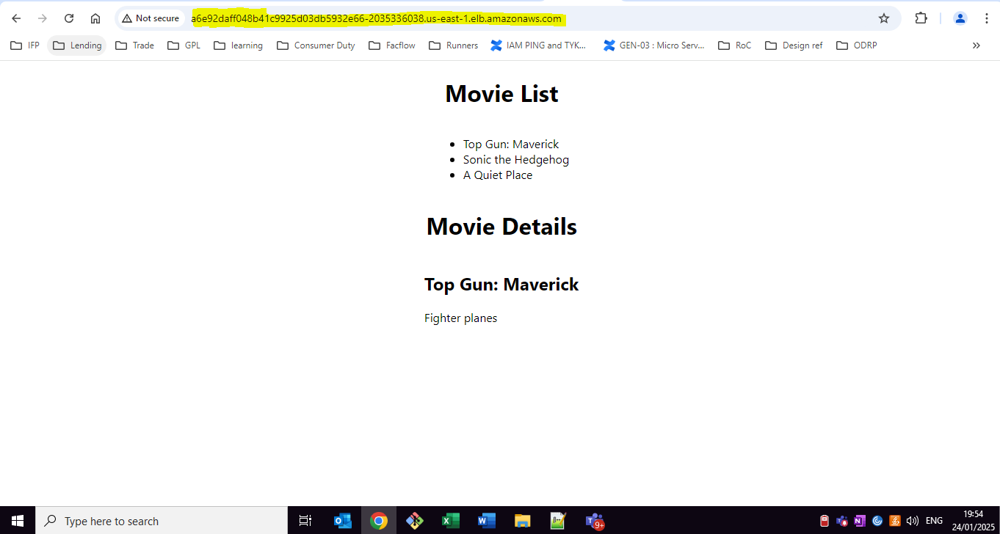 Not secure a6e92daff048b41c9925d03db5932e66-2035336038.us-east-1.elb.amazonaws.com
IFP Lending Trade GPL learning Consumer Duty Facflow Runners IAM PING and TYK... GEN-03 : Micro Serv... RoC Design ref ODRP
Movie List
Top Gun: Maverick
Sonic the Hedgehog
A Quiet Place
Movie Details
Top Gun: Maverick
Fighter planes
Type here to search 9+ ENG 19:54
24/01/2025